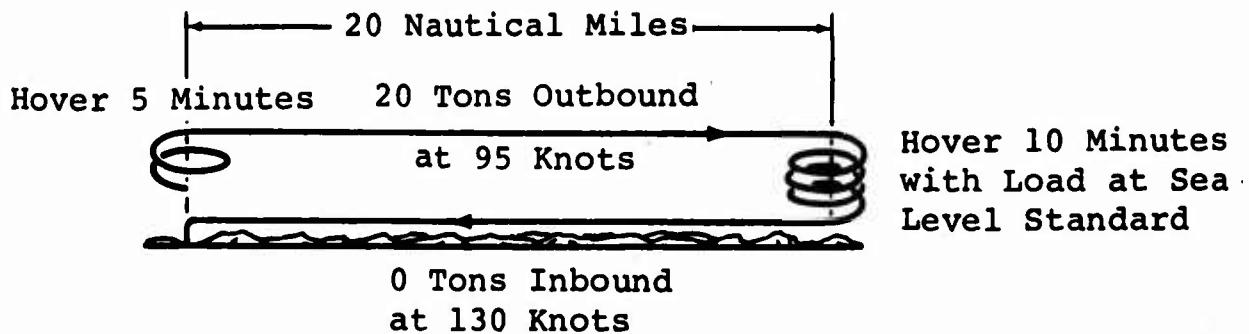 20 Nautical Miles
Hover 5 Minutes
20 Tons Outbound
at 95 Knots
Hover 10 Minutes
with Load at Sea
Level Standard
0 Tons Inbound
at 130 Knots